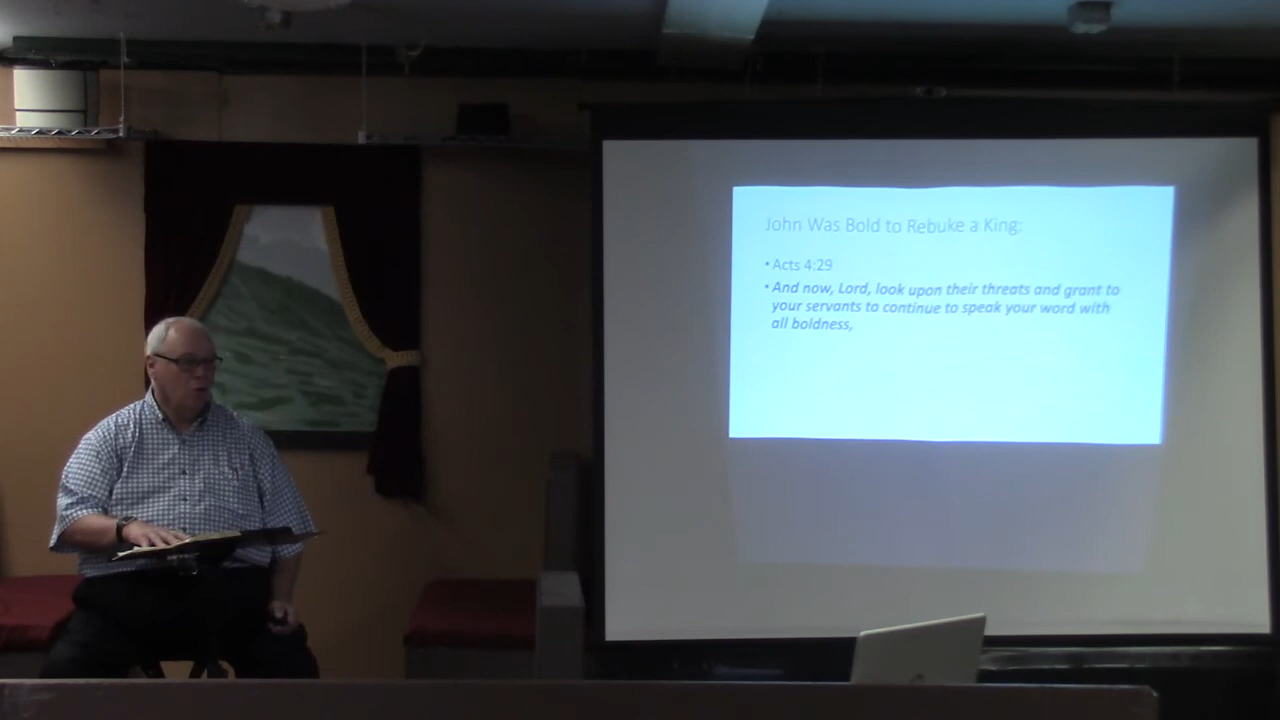 John Was Bold to Rebuke a King:
• Acts 4:29
• And now, Lord, look upon their threats and grant to
your servants to continue to speak your word with
all boldness,